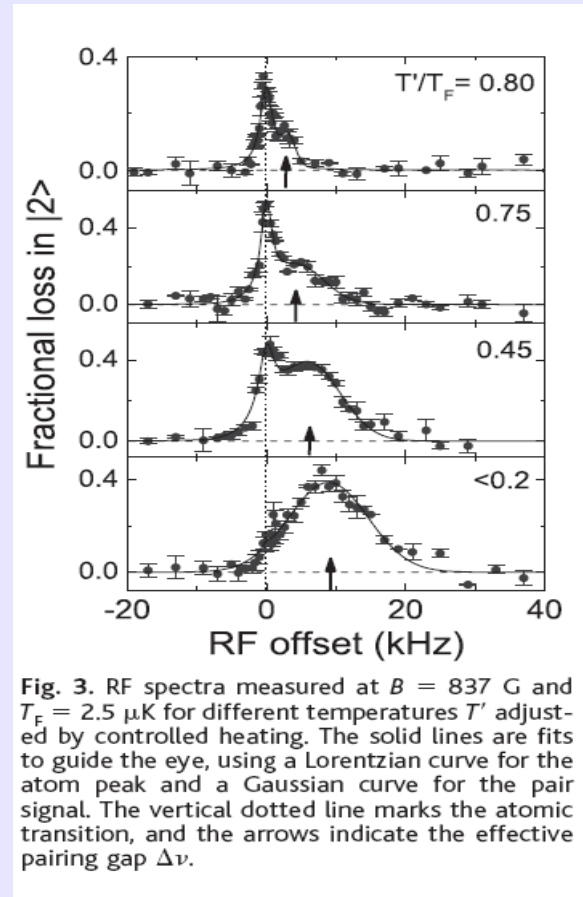 0.4
T'/T_F= 0.80
0.0
0.75
0.4
0.0
0.45
0.4
0.0
<0.2
0.4
0.0
Fractional loss in |2>
-20 0 20 40
RF offset (kHz)
Fig. 3. RF spectra measured at B = 837 G and
T_F = 2.5 μK for different temperatures T′ adjust-
ed by controlled heating. The solid lines are fits
to guide the eye, using a Lorentzian curve for the
atom peak and a Gaussian curve for the pair
signal. The vertical dotted line marks the atomic
transition, and the arrows indicate the effective
pairing gap Δν.